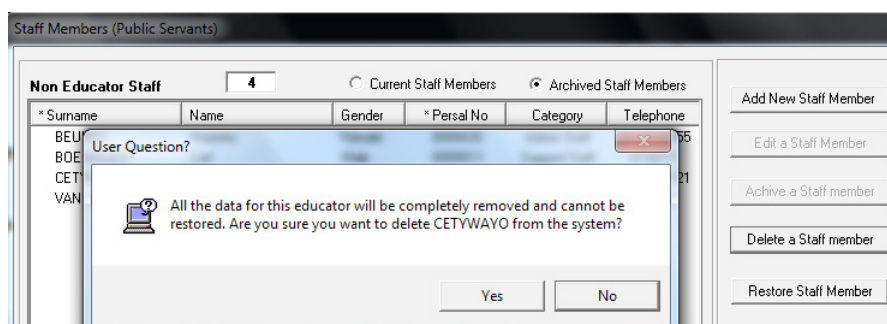 Staff Members (Public Servants)
Non Educator Staff 4 Current Staff Members Archived Staff Members
* Surname Name Gender * Persal No Category Telephone
Add New Staff Member
BEU 55
User Question?
Edit a Staff Member
BOE
CET 21
VAN
Achive a Staff member
All the data for this educator will be completely removed and cannot be
restored. Are you sure you want to delete CETYWAYO from the system?
Delete a Staff member
Yes No
Restore Staff Member